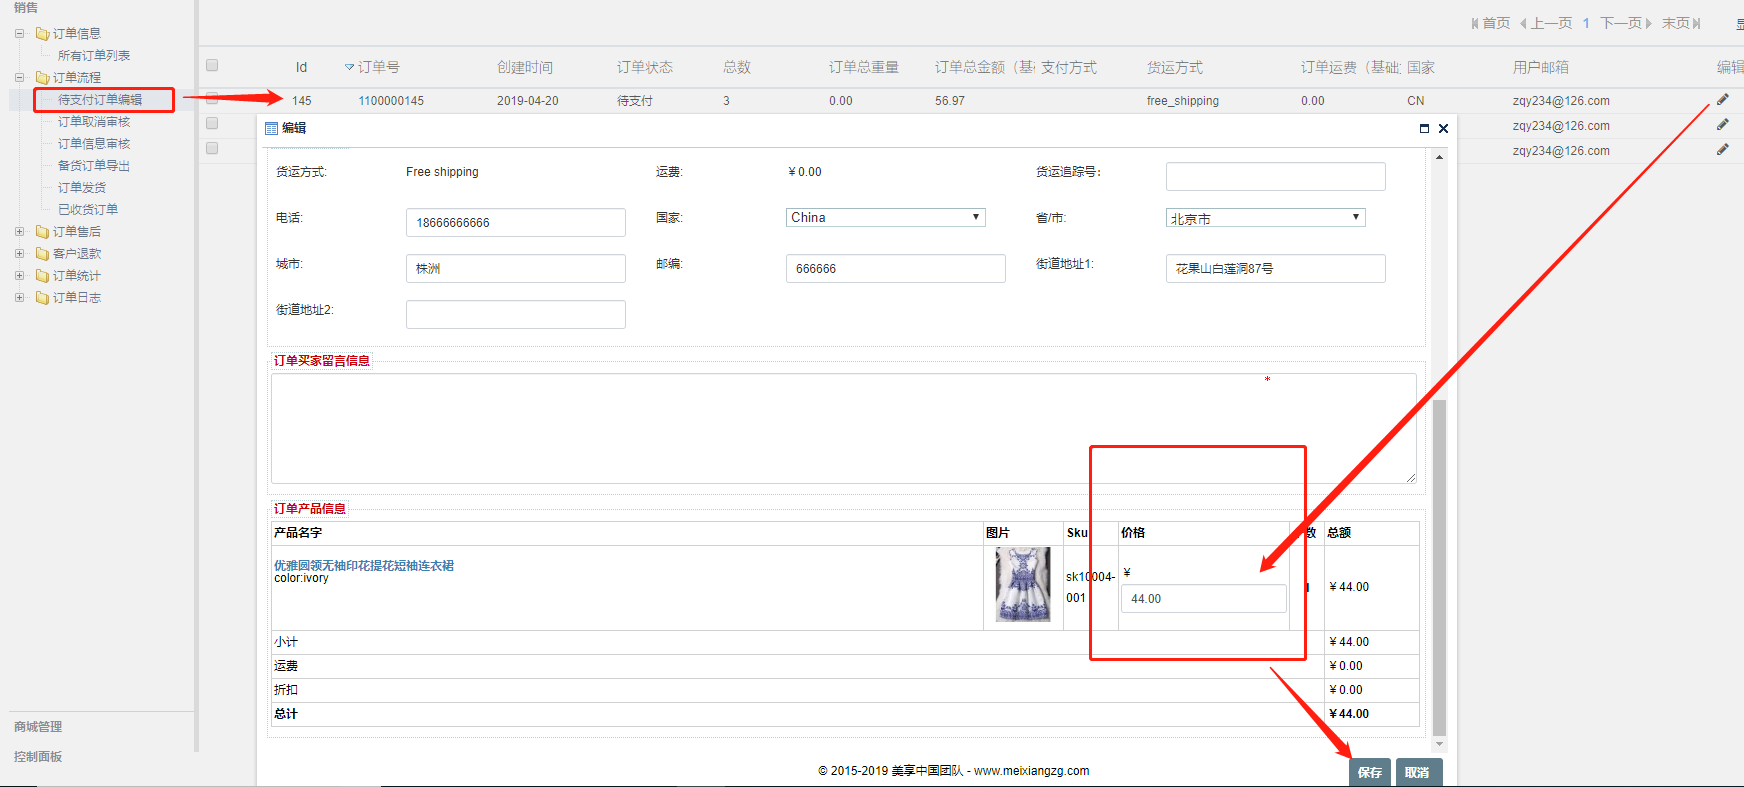 销售
订单信息
所有订单列表
订单流程
待支付订单编辑
订单取消审核
订单信息审核
备货订单导出
订单发货
已收货订单
订单售后
客户退款
订单统计
订单日志
商城管理
控制面板
首页 上一页 1 下一页 末页
Id 订单号 创建时间 订单状态 总数 订单总重量 订单总金额（基础 支付方式 货运方式 订单运费（基础 国家 用户邮箱 编辑
145 1100000145 2019-04-20 待支付 3 0.00 56.97 free_shipping 0.00 CN zqy234@126.com
zqy234@126.com
zqy234@126.com
编辑
货运方式: Free shipping 运费: ¥0.00 货运追踪号:
电话: 18666666666 国家: China 省/市: 北京市
城市: 株洲 邮编: 666666 街道地址1: 花果山白莲洞87号
街道地址2:
订单买家留言信息
*
订单产品信息
产品名字 图片 Sku 价格 数 总额
优雅圆领无袖印花提花短袖连衣裙
color:ivory
sk10004-
001
¥
44.00
¥44.00
小计 ¥44.00
运费 ¥0.00
折扣 ¥0.00
总计 ¥44.00
© 2015-2019 美享中国团队 - www.meixiangzg.com
保存 取消